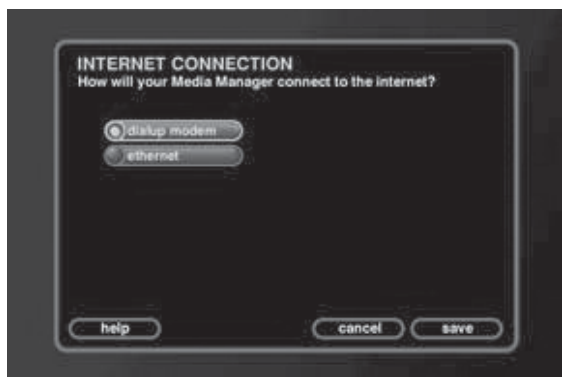 INTERNET CONNECTION
How will your Media Manager connect to the internet?
dialup modem
ethernet
help
cancel
save